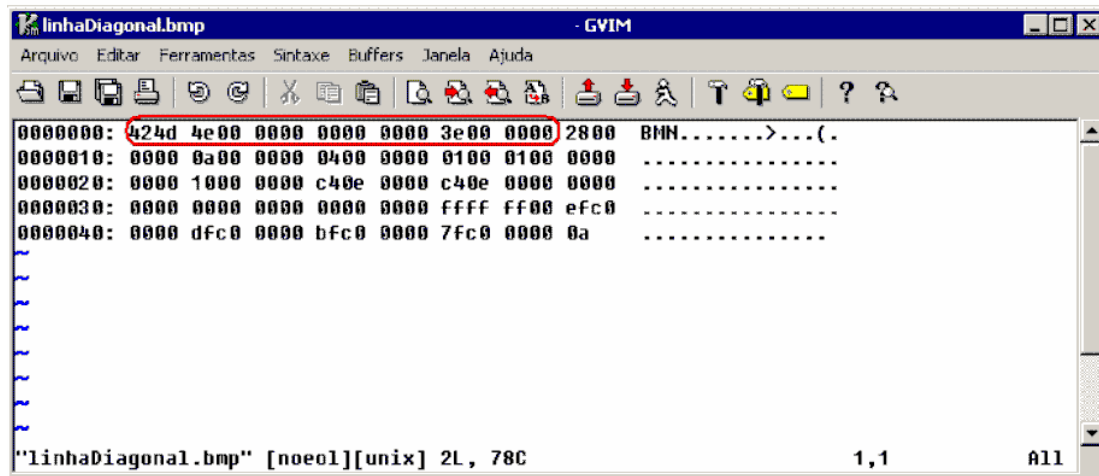 linhaDiagonal.bmp - GVIM
Arquivo Editar Ferramentas Sintaxe Buffers Janela Ajuda
0000000: 424d 4e00 0000 0000 0000 3e00 0000 2800 BMN.......>...(.
0000010: 0000 0a00 0000 0400 0000 0100 0100 0000 ................
0000020: 0000 1000 0000 c40e 0000 c40e 0000 0000 ................
0000030: 0000 0000 0000 0000 0000 ffff ff00 efc0 ................
0000040: 0000 dfc0 0000 bfc0 0000 7fc0 0000 0a ...............
~
~
~
~
~
~
~
~
"linhaDiagonal.bmp" [noeol][unix] 2L, 78C 1,1 All